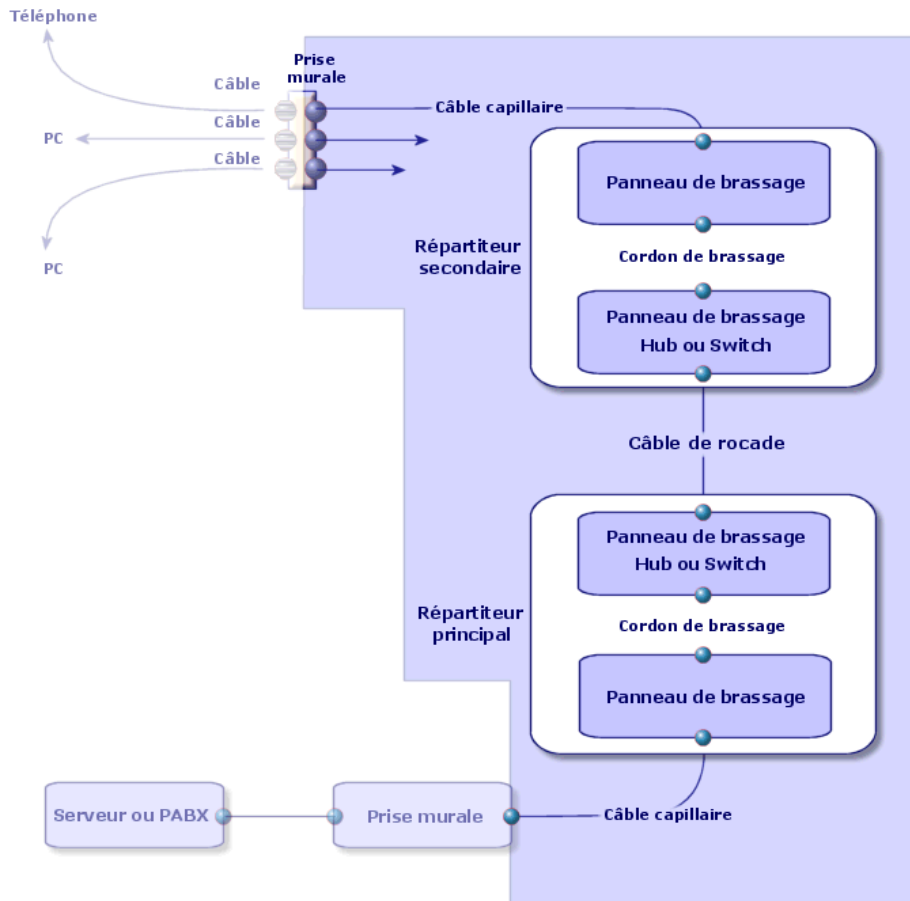 Téléphone
Prise
murale
Câble
Câble capillaire
Câble
PC
Câble
Panneau de brassage
Répartiteur
secondaire
Cordon de brassage
PC
Panneau de brassage
Hub ou Switch
Câble de rocade
Panneau de brassage
Hub ou Switch
Répartiteur
principal
Cordon de brassage
Panneau de brassage
Serveur ou PABX
Prise murale
Câble capillaire